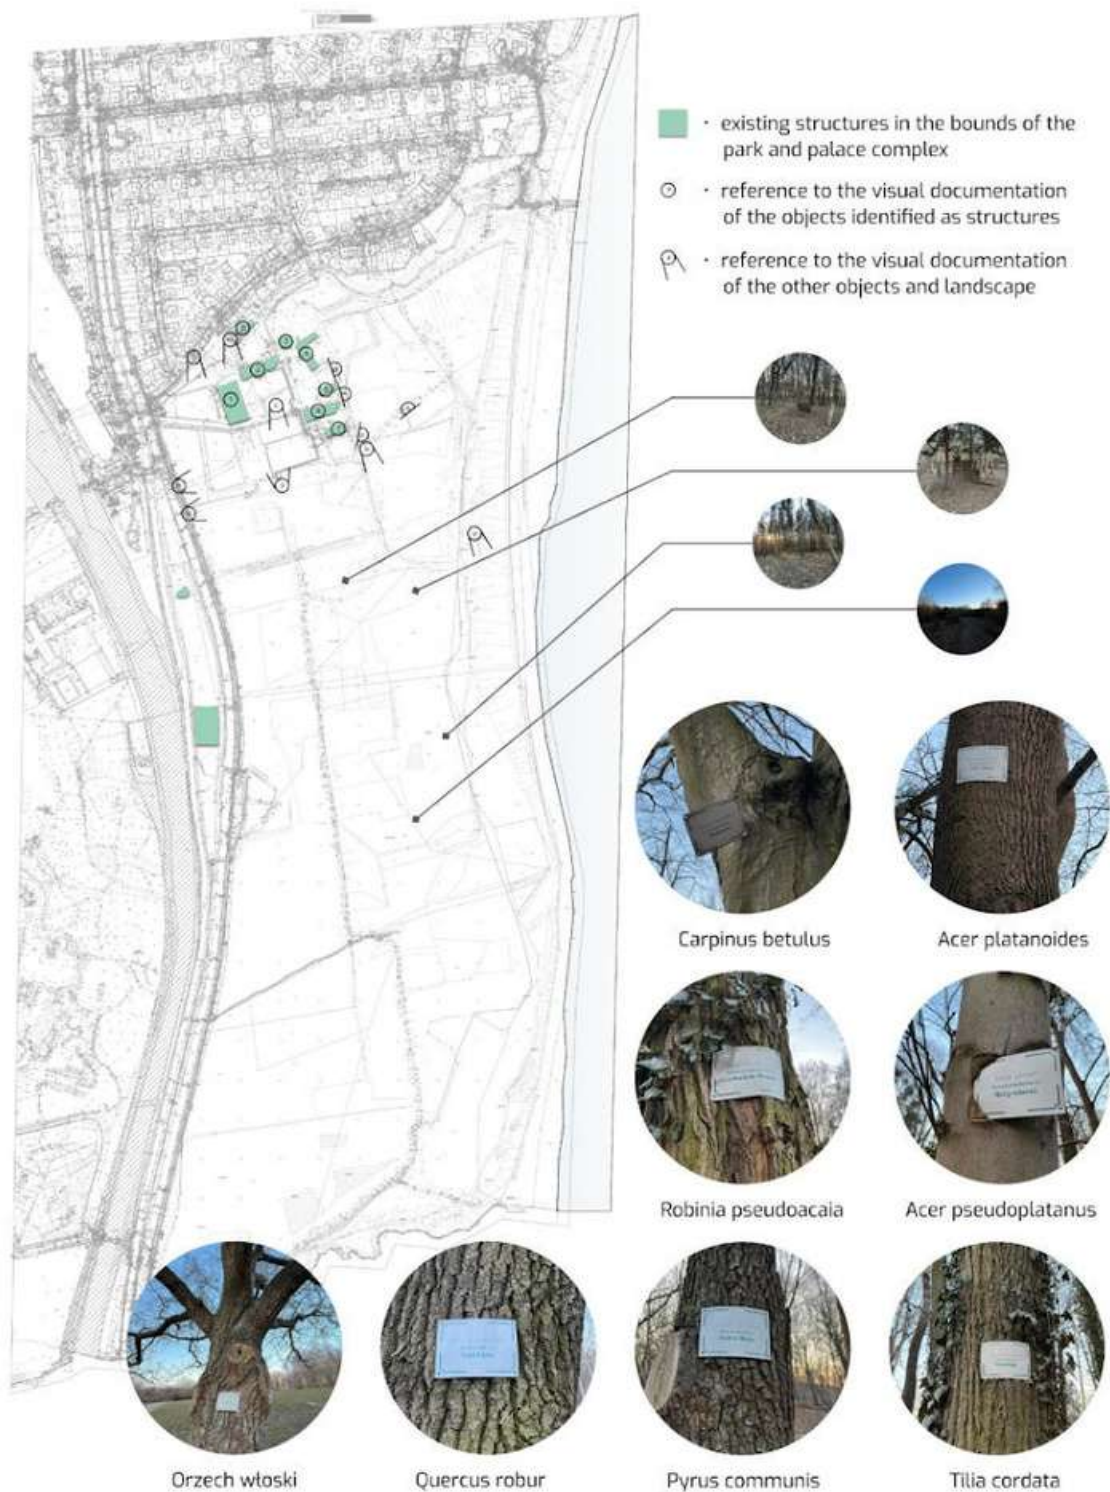 · existing structures in the bounds of the
park and palace complex
· reference to the visual documentation
of the objects identified as structures
· reference to the visual documentation
of the other objects and landscape
Carpinus betulus
Acer platanoides
Robinia pseudoacaia
Acer pseudoplatanus
Orzech włoski
Quercus robur
Pyrus communis
Tilia cordata